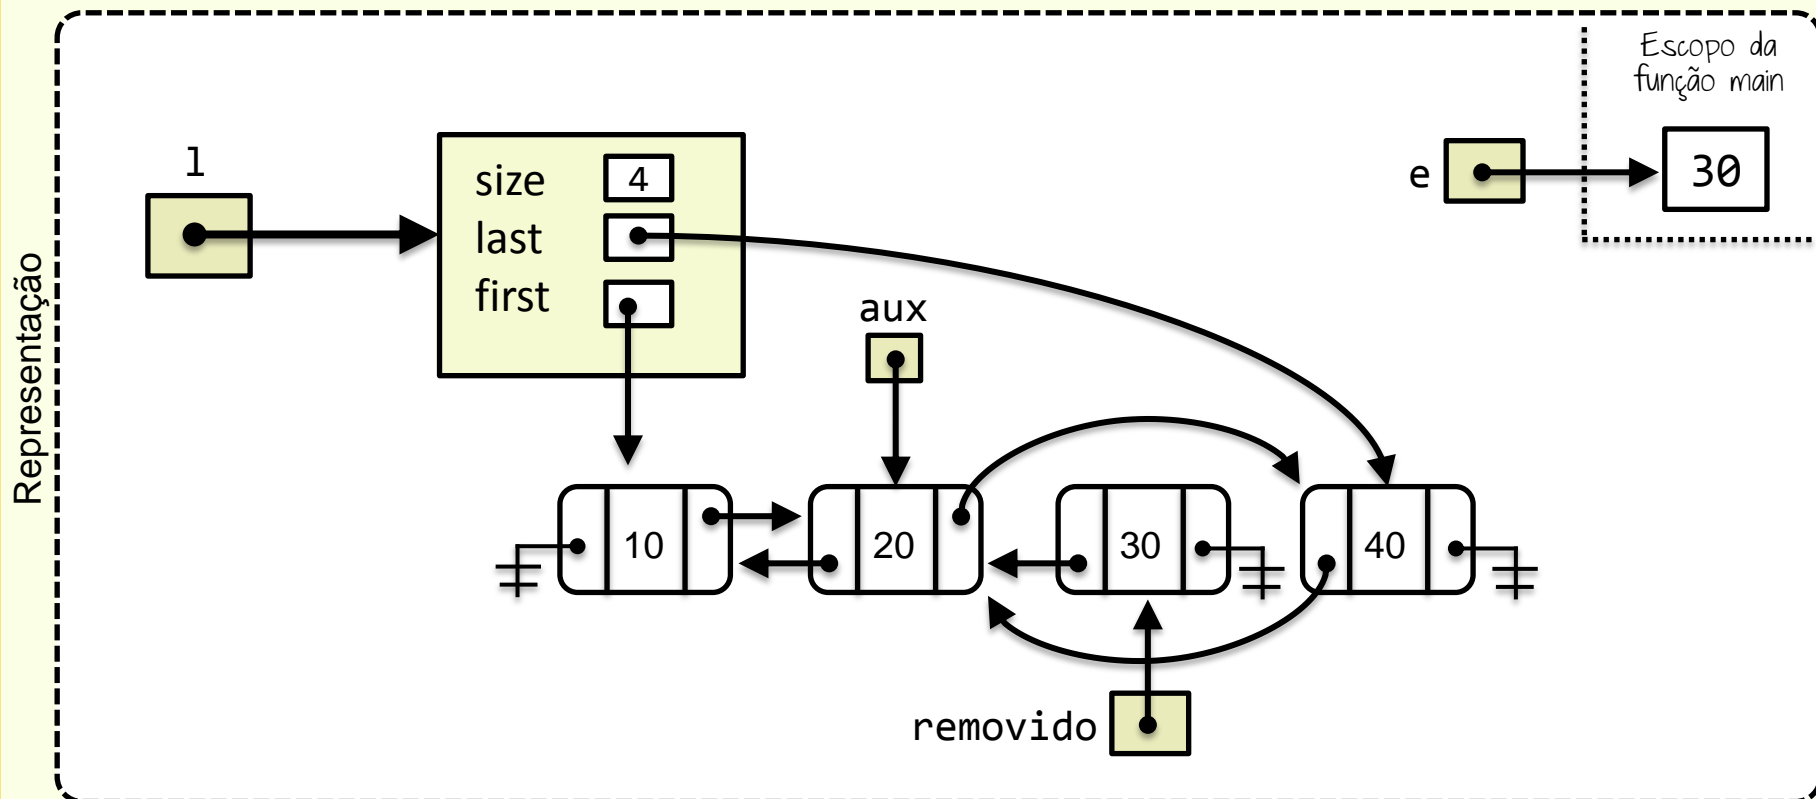 Representação
Escopo da
função main
l
size 4
last
first
e
30
aux
10
20
30
40
removido